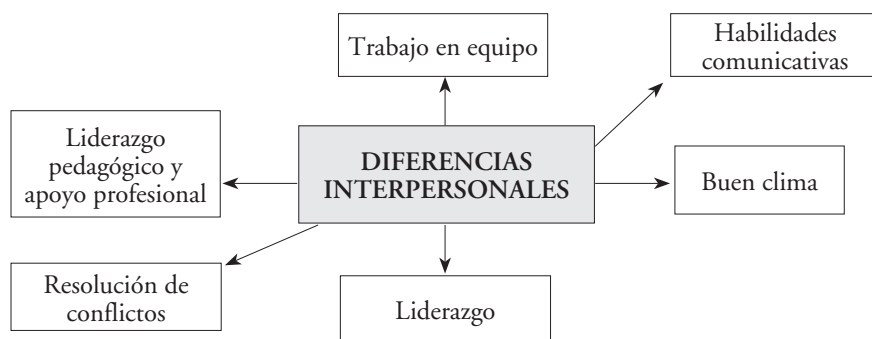 Trabajo en equipo
Habilidades
comunicativas
Liderazgo
pedagógico y
apoyo profesional
DIFERENCIAS
INTERPERSONALES
Buen clima
Resolución de
conflictos
Liderazgo